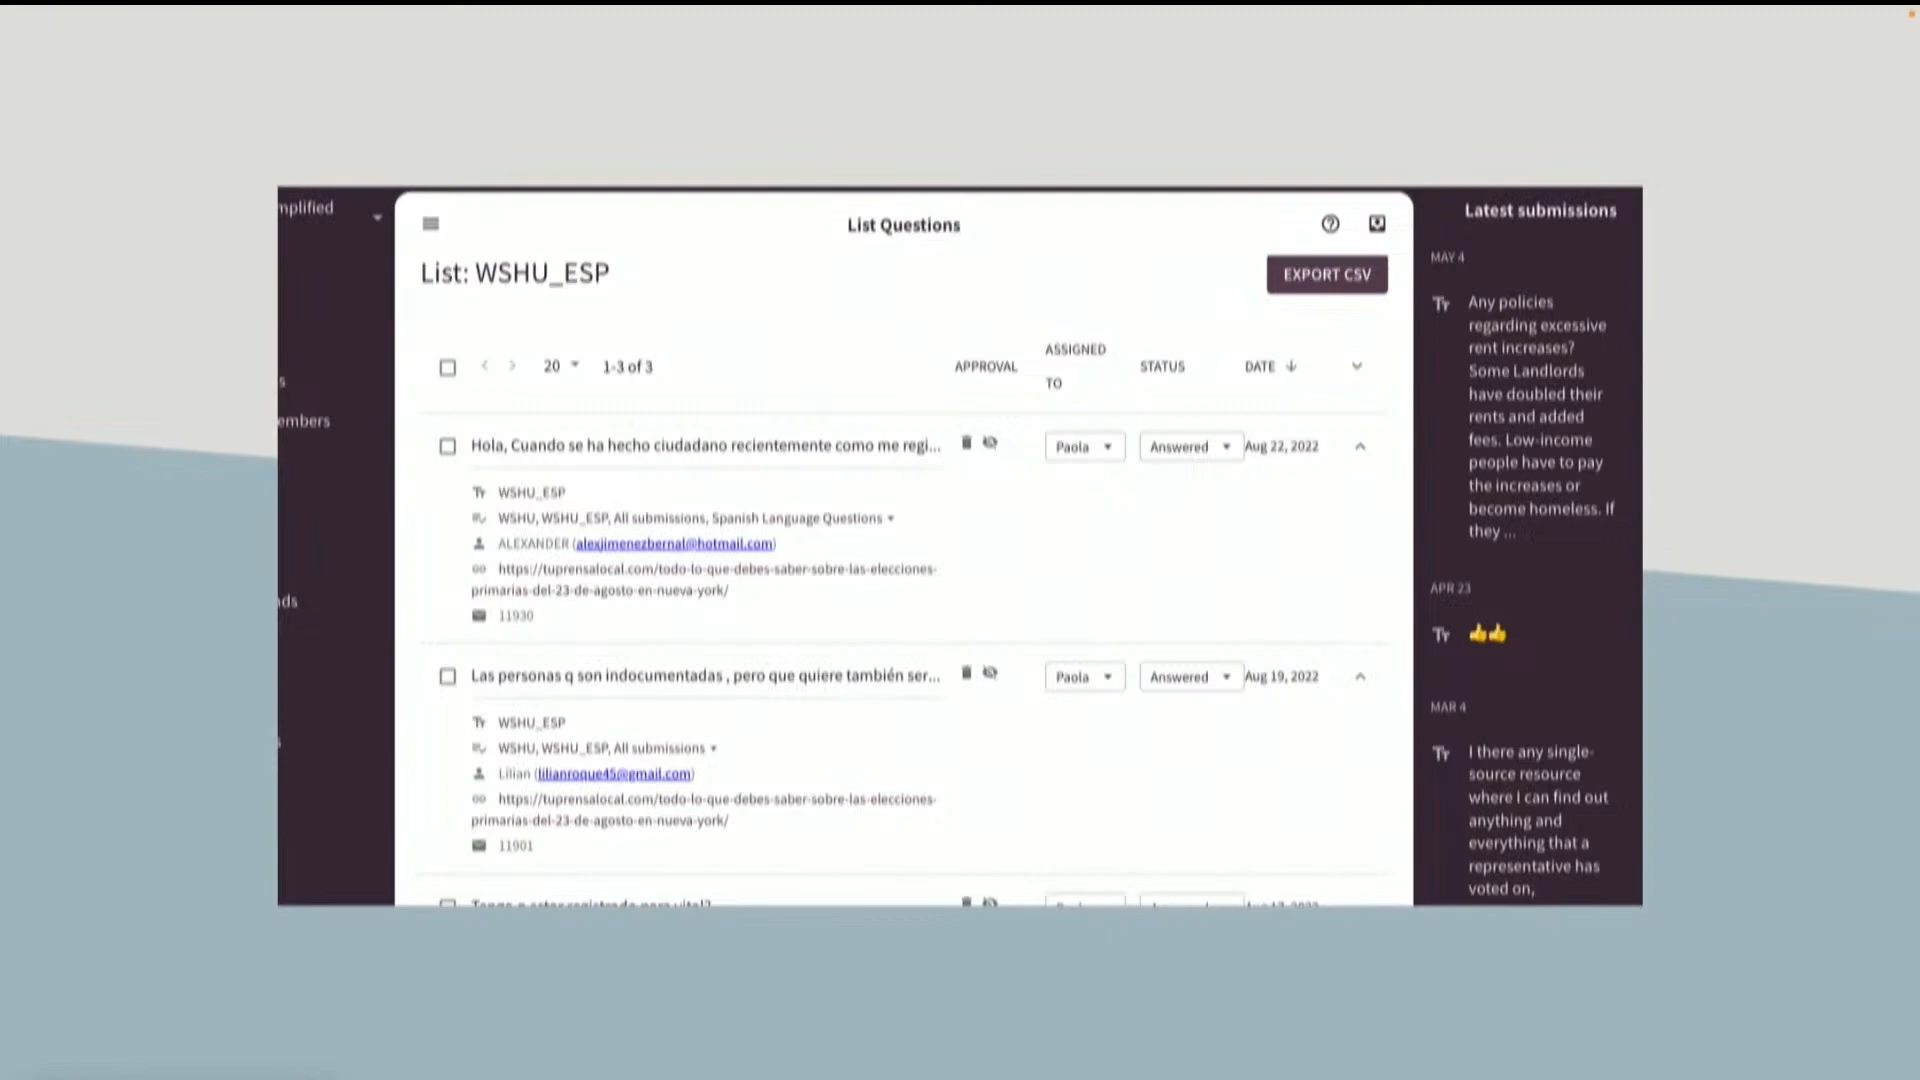 mplified
embers
ds
List Questions
List: WSHU_ESP
EXPORT CSV
20
1-3 of 3
APPROVAL
ASSIGNED
TO
STATUS
DATE
Hola, Cuando se ha hecho ciudadano recientemente como me regi...
Paola
Answered
Aug 22, 2022
WSHU_ESP
WSHU, WSHU_ESP, All submissions, Spanish Language Questions
ALEXANDER (alexjimenezbernal@hotmail.com)
https://tuprensalocal.com/todo-lo-que-debes-saber-sobre-las-elecciones-
primarias-del-23-de-agosto-en-nueva-york/
11930
Las personas q son indocumentadas , pero que quiere también ser...
Paola
Answered
Aug 19, 2022
WSHU_ESP
WSHU, WSHU_ESP, All submissions
Lilian (lilianroque45@gmail.com)
https://tuprensalocal.com/todo-lo-que-debes-saber-sobre-las-elecciones-
primarias-del-23-de-agosto-en-nueva-york/
11901
Latest submissions
MAY 4
Any policies
regarding excessive
rent increases?
Some Landlords
have doubled their
rents and added
fees. Low-income
people have to pay
the increases or
become homeless. If
they ...
APR 23
👍👍
MAR 4
I there any single-
source resource
where I can find out
anything and
everything that a
representative has
voted on,